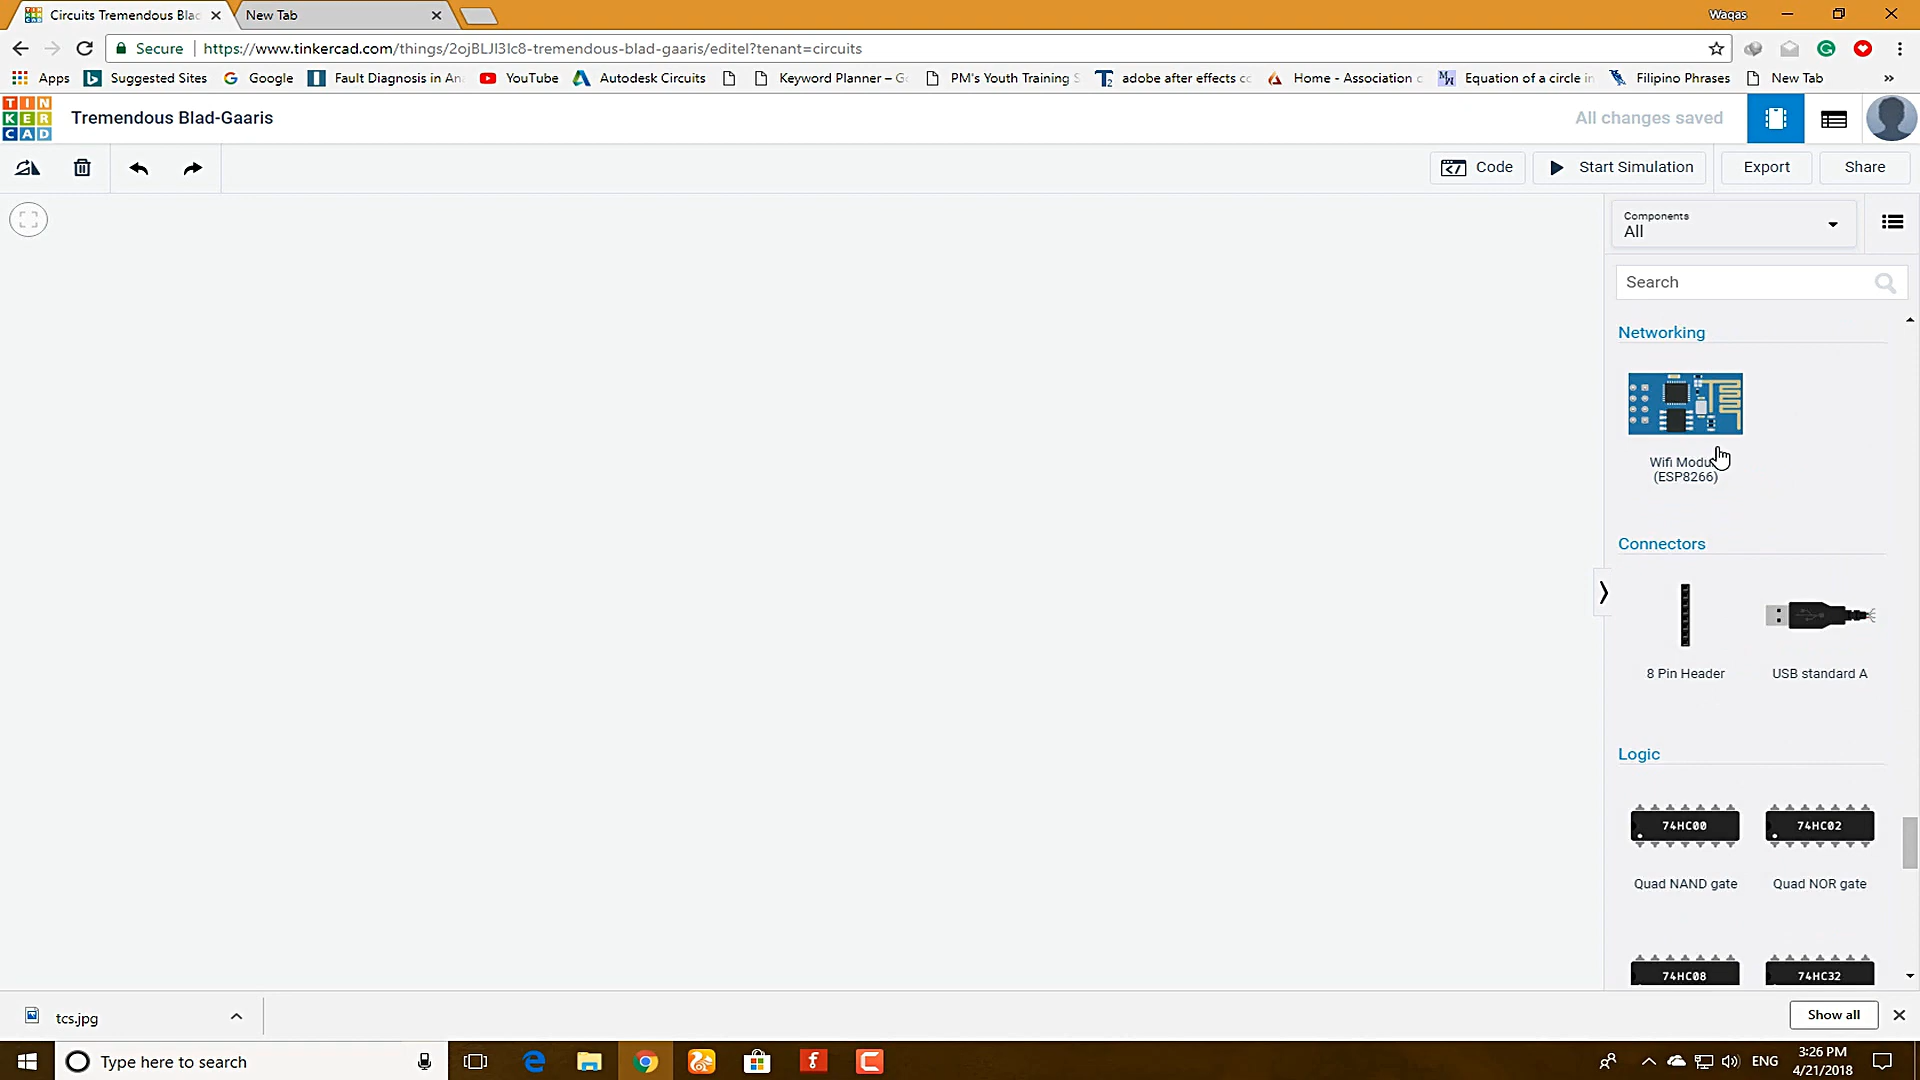 Circuits Tremendous Blad
New Tab
Waqas
Secure
https://www.tinkercad.com/things/2ojBLJI3Ic8-tremendous-blad-gaaris/editel?tenant=circuits
Apps
Suggested Sites
Google
Fault Diagnosis in An
YouTube
Autodesk Circuits
Keyword Planner – G
PM's Youth Training S
adobe after effects c
Home - Association
Equation of a circle i
Filipino Phrases
New Tab
»
TIN
KER
CAD
Tremendous Blad-Gaaris
All changes saved
Code
Start Simulation
Export
Share
Components
All
Search
Networking
Wifi Modu
(ESP8266)
Connectors
8 Pin Header
USB standard A
Logic
74HC00
74HC02
Quad NAND gate
Quad NOR gate
74HC08
74HC32
tcs.jpg
Show all
Type here to search
ENG
3:26 PM
4/21/2018